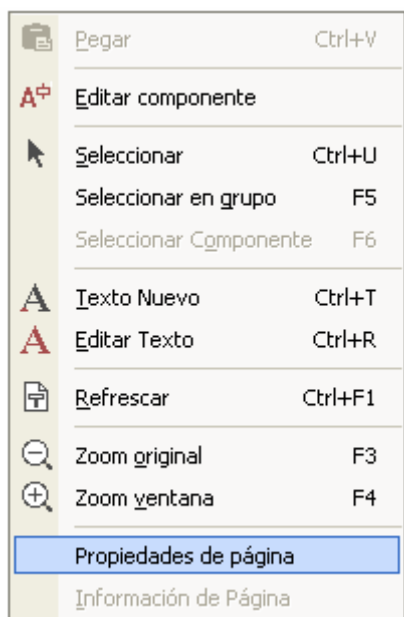 Pegar Ctrl+V
Editar componente
Seleccionar Ctrl+U
Seleccionar en grupo F5
Seleccionar Componente F6
Texto Nuevo Ctrl+T
Editar Texto Ctrl+R
Refrescar Ctrl+F1
Zoom original F3
Zoom ventana F4
Propiedades de página
Información de Página